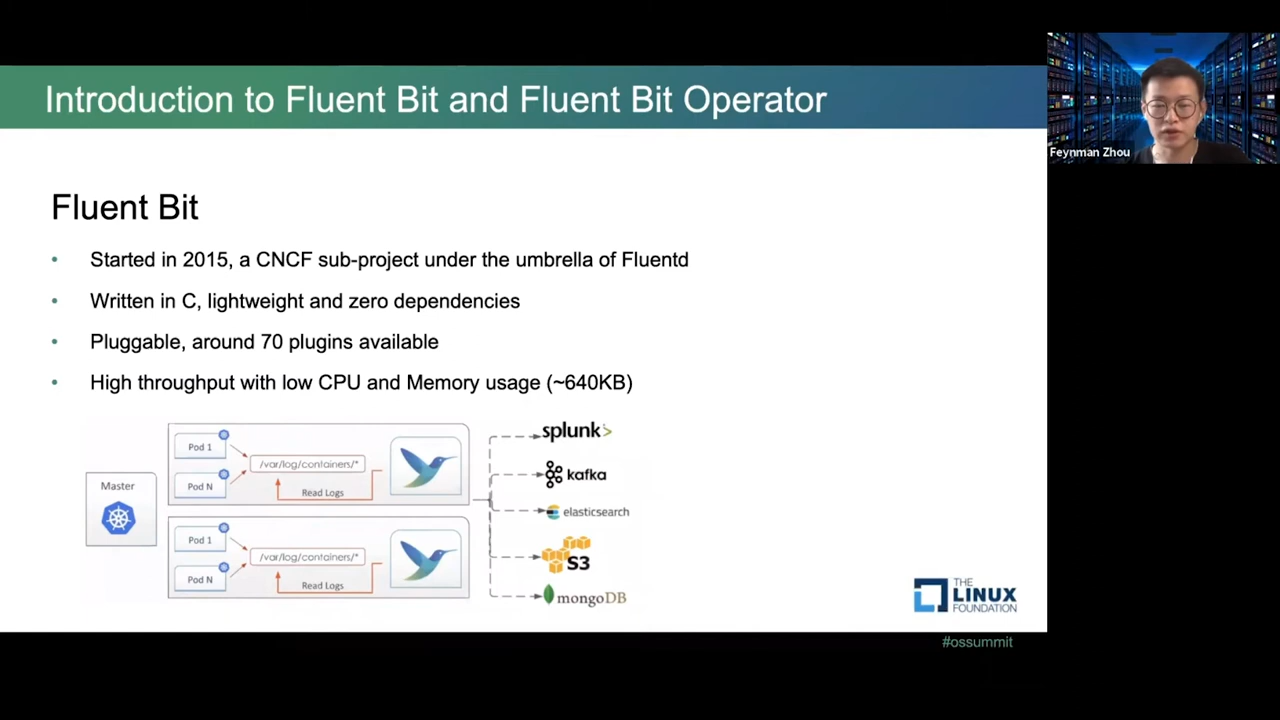 Introduction to Fluent Bit and Fluent Bit Operator
Feynman Zhou
Fluent Bit
• Started in 2015, a CNCF sub-project under the umbrella of Fluentd
• Written in C, lightweight and zero dependencies
• Pluggable, around 70 plugins available
• High throughput with low CPU and Memory usage (~640KB)
Master
Pod 1
Pod N
/var/log/containers/*
Read Logs
Pod 1
Pod N
/var/log/containers/*
Read Logs
splunk>
kafka
elasticsearch
S3
mongoDB
THE
LINUX
FOUNDATION
#ossummit